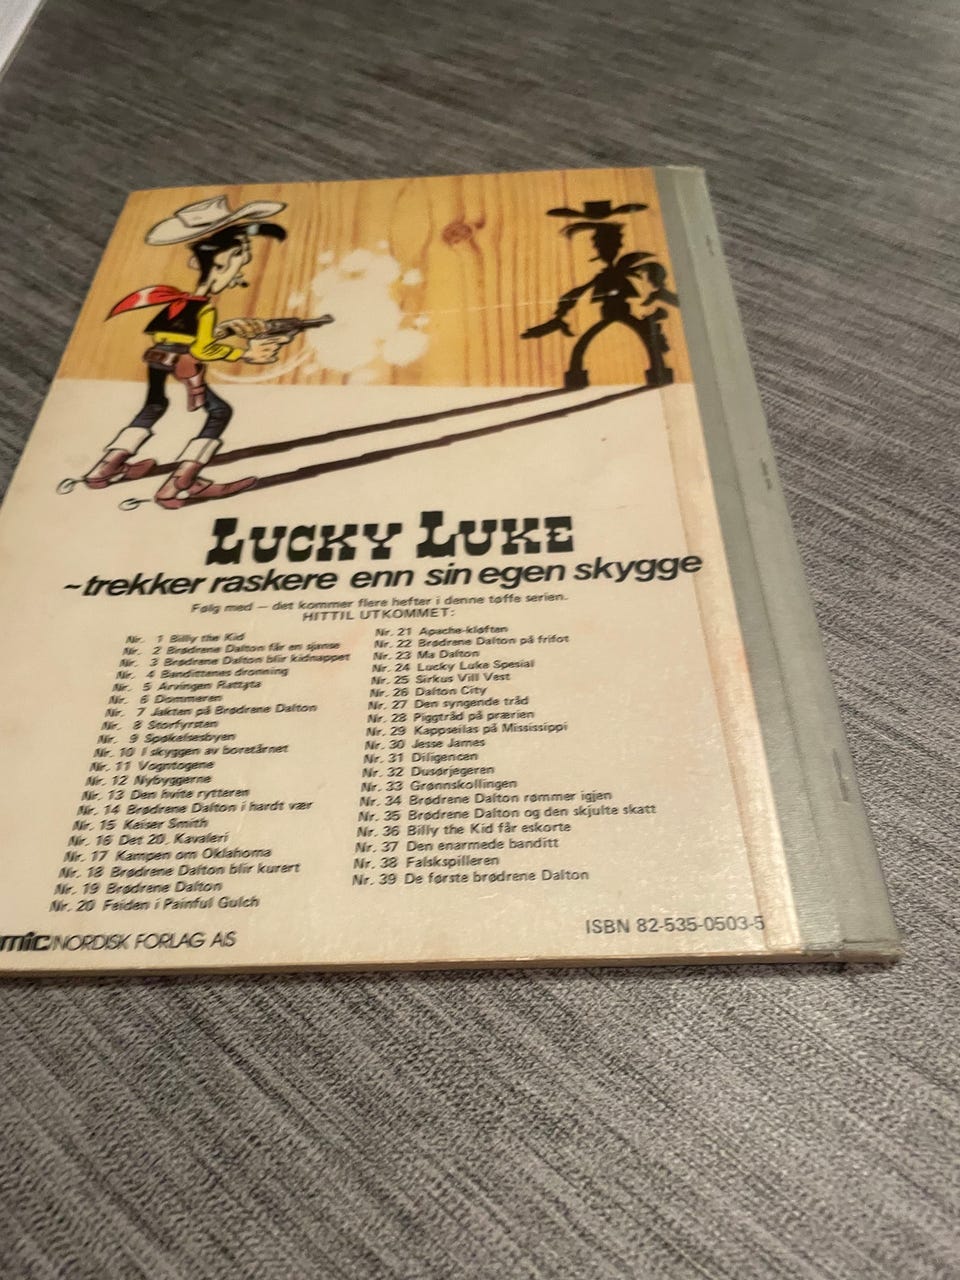 LUCKY LUKE
~trekker raskere enn sin egen skygge
Følg med — det kommer flere hefter i denne tøffe serien.
HITTIL UTKOMMET:
Nr. 1 Billy the Kid
Nr. 2 Brødrene Dalton får en sjanse
Nr. 3 Brødrene Dalton blir kidnappet
Nr. 4 Bandittenes dronning
Nr. 5 Arvingen Rattata
Nr. 6 Dommeren
Nr. 7 Jakten på Brødrene Dalton
Nr. 8 Storfyrsten
Nr. 9 Spøkelsesbyen
Nr. 10 I skyggen av boretårnet
Nr. 11 Vogntogene
Nr. 12 Nybyggerne
Nr. 13 Den hvite rytteren
Nr. 14 Brødrene Dalton i hardt vær
Nr. 15 Keiser Smith
Nr. 16 Det 20. Kavaleri
Nr. 17 Kampen om Oklahoma
Nr. 18 Brødrene Dalton blir kurert
Nr. 19 Brødrene Dalton
Nr. 20 Feiden i Painful Gulch
Nr. 21 Apache-kløften
Nr. 22 Brødrene Dalton på frifot
Nr. 23 Ma Dalton
Nr. 24 Lucky Luke Spesial
Nr. 25 Sirkus Vill Vest
Nr. 26 Dalton City
Nr. 27 Den syngende tråd
Nr. 28 Piggtråd på prærien
Nr. 29 Kappseilas på Mississippi
Nr. 30 Jesse James
Nr. 31 Diligencen
Nr. 32 Dusørjegeren
Nr. 33 Grønnskollingen
Nr. 34 Brødrene Dalton rømmer igjen
Nr. 35 Brødrene Dalton og den skjulte skatt
Nr. 36 Billy the Kid får eskorte
Nr. 37 Den enarmede banditt
Nr. 38 Falskspilleren
Nr. 39 De første brødrene Dalton
mic NORDISK FORLAG A/S
ISBN 82-535-0503-5